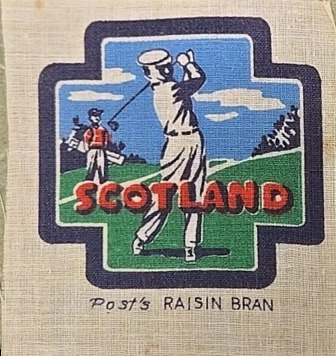 SCOTLAND
Post's RAISIN BRAN